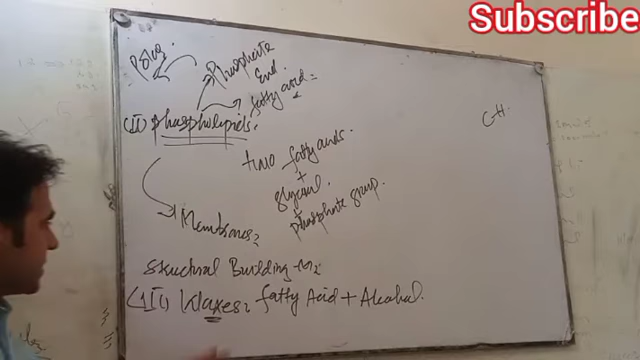 Subscribe
Polar.
Phosphate
End.
fatty acid =
(II) phospholipids.
C-H.
two fatty acids.
+
glycerol.
+
phosphate group.
Membranes
Structural Building
(III) Waxes, fatty Acid + Alcohol.